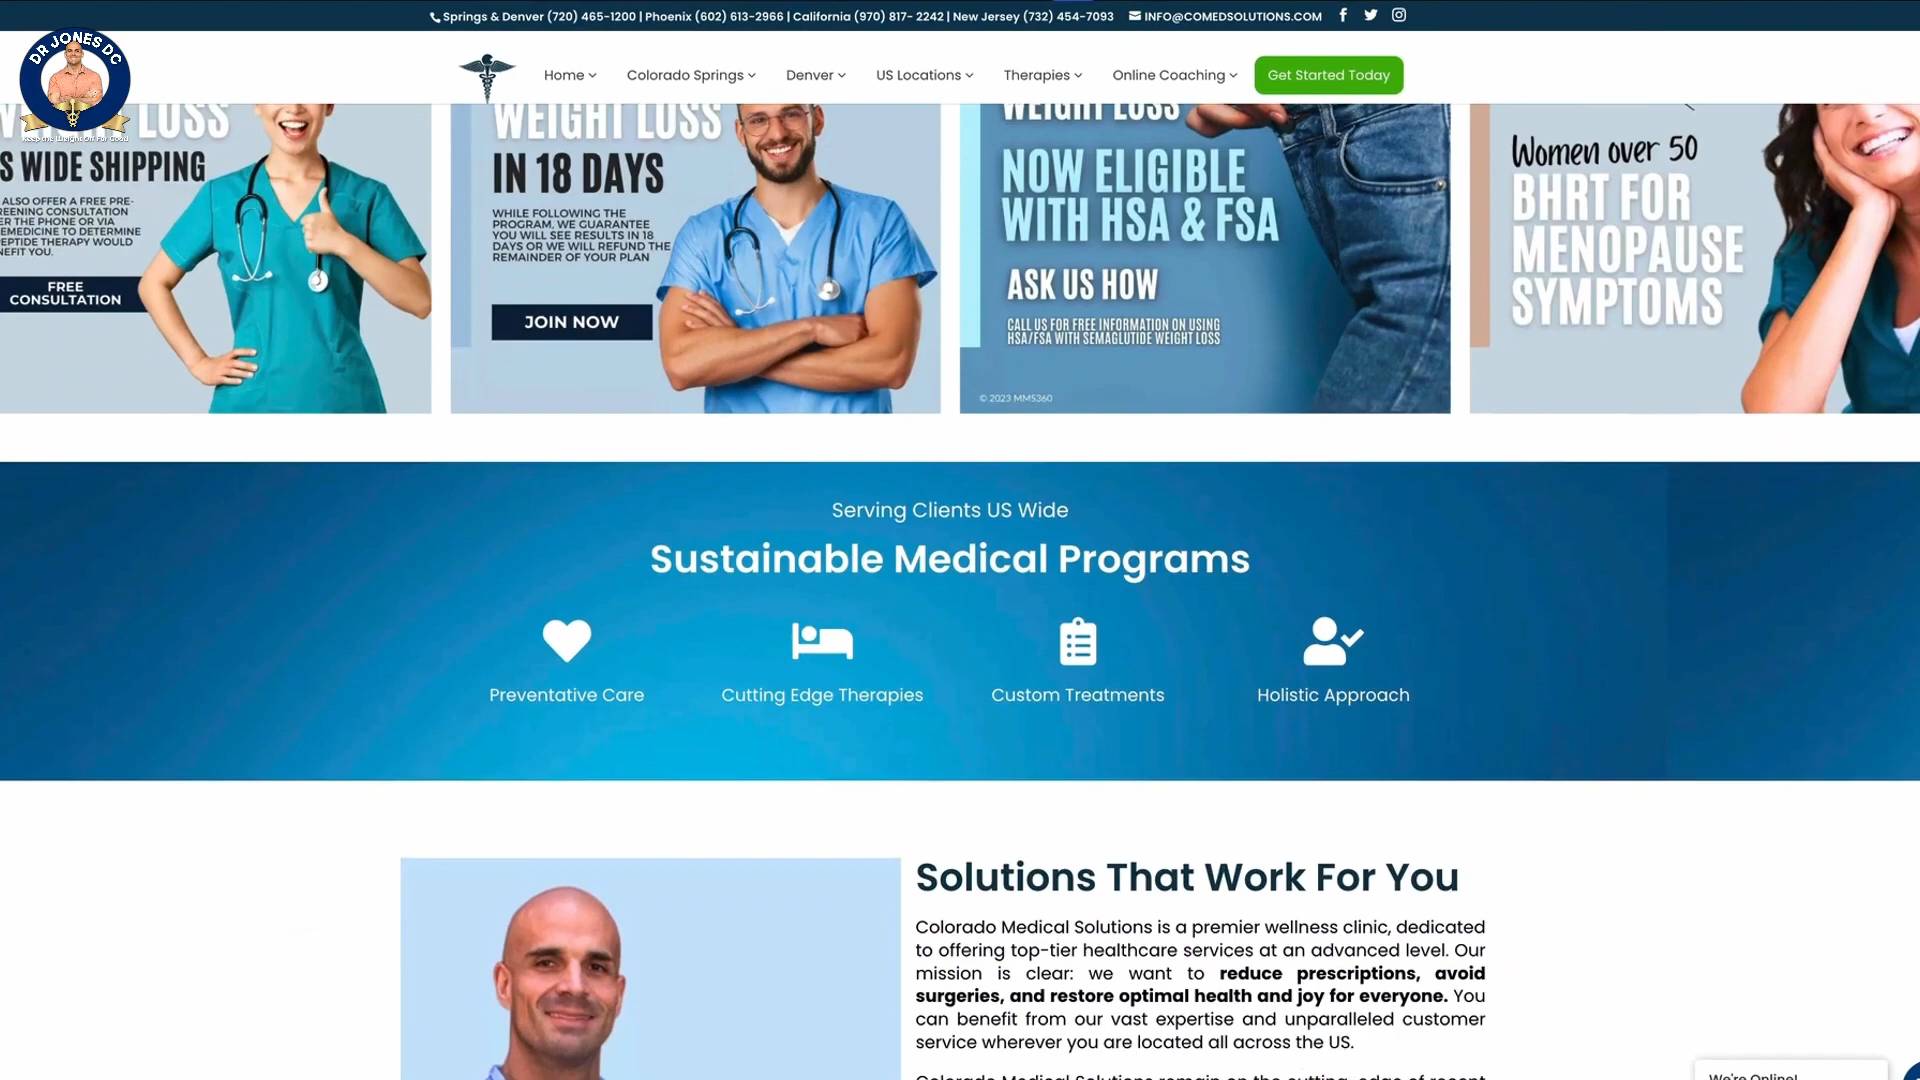 Springs & Denver (720) 465-1200 | Phoenix (602) 613-2966 | California (970) 817- 2242 | New Jersey (732) 454-7093 INFO@COMEDSOLUTIONS.COM
DR JONES DC
Keep the Weight Off For Good
Home Colorado Springs Denver US Locations Therapies Online Coaching Get Started Today
LOSS
S WIDE SHIPPING
ALSO OFFER A FREE PRE-
REENING CONSULTATION
ER THE PHONE OR VIA
EMEDICINE TO DETERMINE
EPTIDE THERAPY WOULD
NEFIT YOU.
FREE
CONSULTATION
WEIGHT LOSS
IN 18 DAYS
WHILE FOLLOWING THE
PROGRAM, WE GUARANTEE
YOU WILL SEE RESULTS IN 18
DAYS OR WE WILL REFUND THE
REMAINDER OF YOUR PLAN
JOIN NOW
WEIGHT LOSS
NOW ELIGIBLE
WITH HSA & FSA
ASK US HOW
CALL US FOR FREE INFORMATION ON USING
HSA/FSA WITH SEMAGLUTIDE WEIGHT LOSS
© 2023 MMS360
Women over 50
BHRT FOR
MENOPAUSE
SYMPTOMS
Serving Clients US Wide
Sustainable Medical Programs
Preventative Care Cutting Edge Therapies Custom Treatments Holistic Approach
Solutions That Work For You
Colorado Medical Solutions is a premier wellness clinic, dedicated
to offering top-tier healthcare services at an advanced level. Our
mission is clear: we want to reduce prescriptions, avoid
surgeries, and restore optimal health and joy for everyone. You
can benefit from our vast expertise and unparalleled customer
service wherever you are located all across the US.
Colorado Medical Solutions remain on the cutting-edge of recent
We're Online!